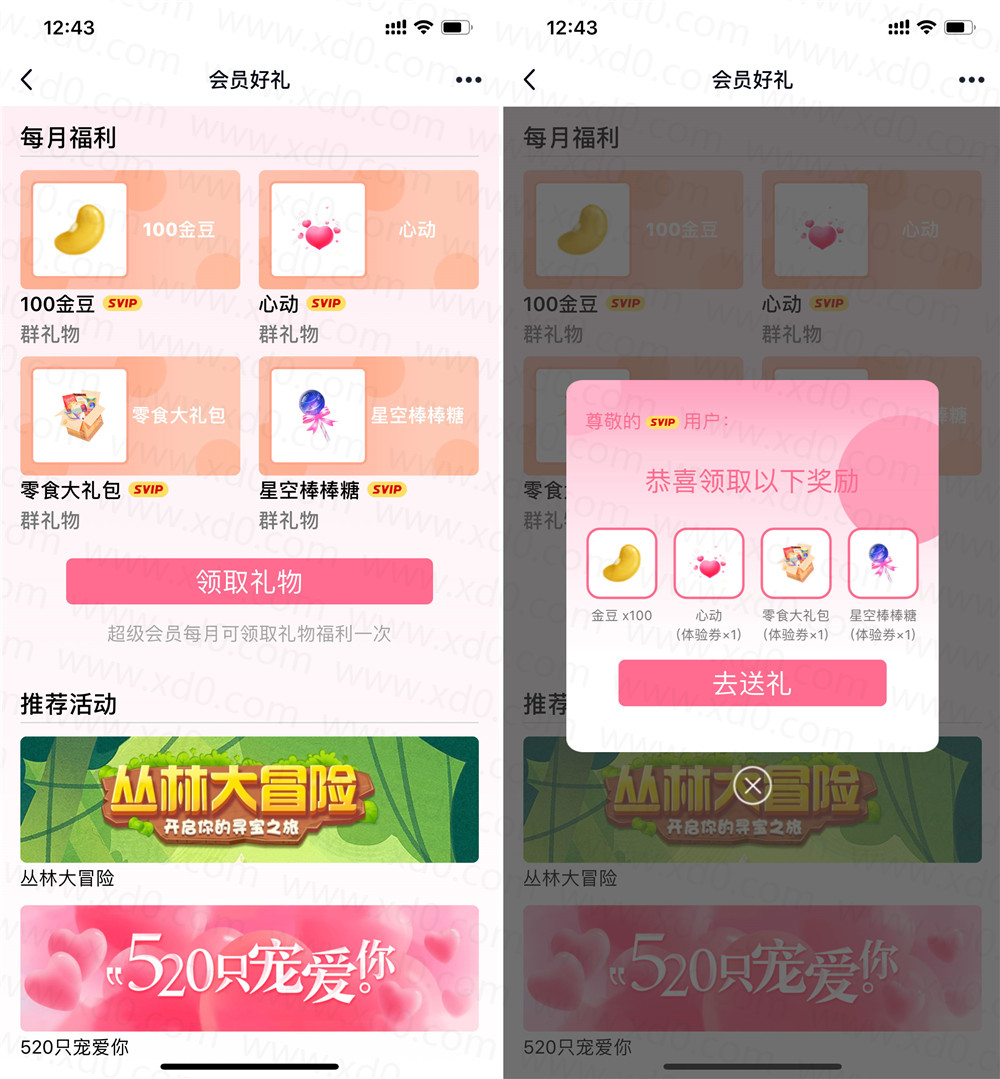 12:43
会员好礼
每月福利
100金豆
心动
100金豆 SVIP
心动 SVIP
群礼物
群礼物
零食大礼包
星空棒棒糖
零食大礼包 SVIP
星空棒棒糖 SVIP
群礼物
群礼物
领取礼物
超级会员每月可领取礼物福利一次
推荐活动
丛林大冒险
开启你的寻宝之旅
丛林大冒险
“520只宠爱你。
520只宠爱你
12:43
会员好礼
每月福利
100金豆
心动
100金豆 SVIP
心动 SVIP
群礼物
群礼物
棒糖
零食
群礼
尊敬的 SVIP 用户：
恭喜领取以下奖励
金豆 x100
心动
(体验券×1)
零食大礼包
(体验券×1)
星空棒棒糖
(体验券×1)
去送礼
推荐
丛林大冒险
开启你的寻宝之旅
丛林大冒险
“520只宠爱你。
520只宠爱你
www.xd0.com